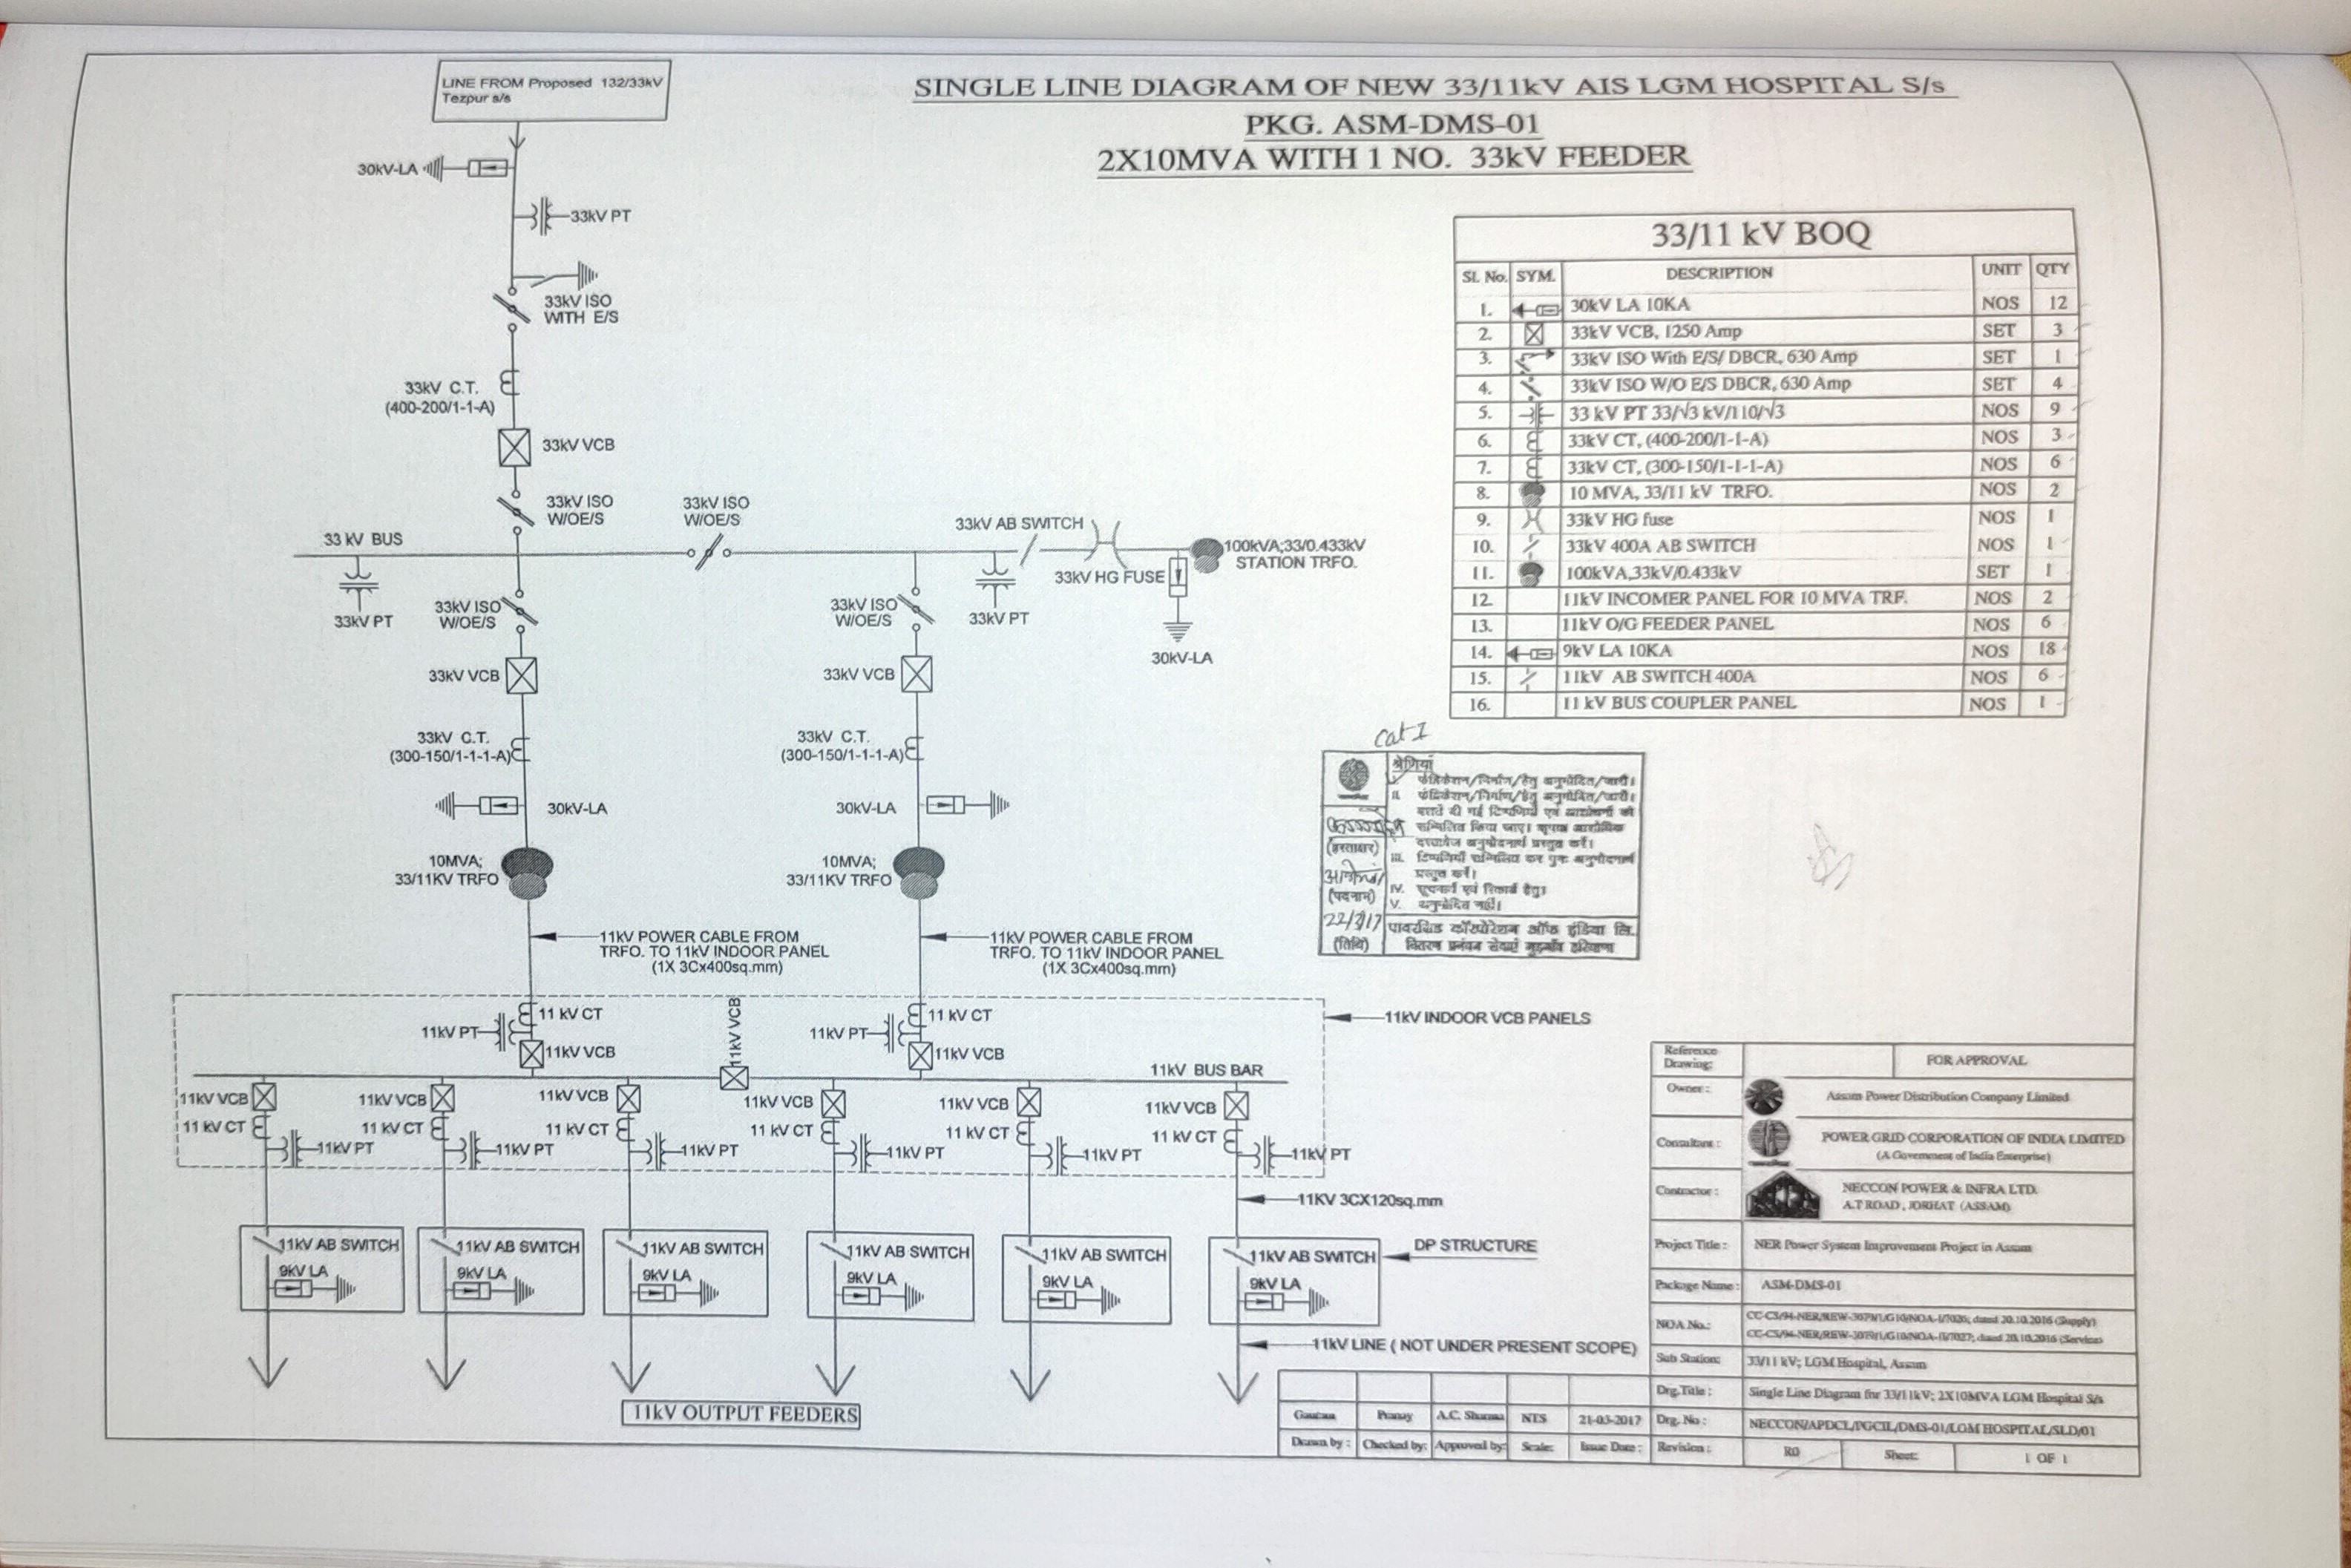 LINE FROM Proposed 132/33kV
Tezpur s/s
SINGLE LINE DIAGRAM OF NEW 33/11kV AIS LGM HOSPITAL S/s
PKG. ASM-DMS-01
2X10MVA WITH 1 NO. 33kV FEEDER
30kV-LA
33kV PT
33kV ISO
WITH E/S
33kV C.T.
(400-200/1-1-A)
33kV VCB
33kV ISO
W/OE/S
33kV ISO
W/OE/S
33 kV BUS
33kV AB SWITCH
100kVA;33/0.433kV
STATION TRFO.
33kV HG FUSE
33kV PT
33kV ISO
W/OE/S
33kV ISO
W/OE/S
33kV PT
30kV-LA
33kV VCB
33kV VCB
33kV C.T.
(300-150/1-1-1-A)
33kV C.T.
(300-150/1-1-1-A)
30kV-LA
30kV-LA
10MVA;
33/11KV TRFO
10MVA;
33/11KV TRFO
11kV POWER CABLE FROM
TRFO. TO 11kV INDOOR PANEL
(1X 3Cx400sq.mm)
11kV POWER CABLE FROM
TRFO. TO 11kV INDOOR PANEL
(1X 3Cx400sq.mm)
11 kV CT
11kV PT
11kV VCB
11kV VCB
11 kV CT
11kV PT
11kV VCB
11kV INDOOR VCB PANELS
11kV BUS BAR
11kV VCB
11kV VCB
11kV VCB
11kV VCB
11kV VCB
11kV VCB
11 kV CT
11 kV CT
11 kV CT
11 kV CT
11 kV CT
11 kV CT
11kV PT
11kV PT
11kV PT
11kV PT
11kV PT
11kV PT
11KV 3CX120sq.mm
11kV AB SWITCH
11kV AB SWITCH
11kV AB SWITCH
11kV AB SWITCH
11kV AB SWITCH
11kV AB SWITCH
DP STRUCTURE
9kV LA
9kV LA
9kV LA
9kV LA
9kV LA
9kV LA
11kV LINE ( NOT UNDER PRESENT SCOPE)
11kV OUTPUT FEEDERS
33/11 kV BOQ
Sl. No. SYM. DESCRIPTION UNIT QTY
1. 30kV LA 10KA NOS 12
2. 33kV VCB, 1250 Amp SET 3
3. 33kV ISO With E/S/ DBCR, 630 Amp SET 1
4. 33kV ISO W/O E/S DBCR, 630 Amp SET 4
5. 33 kV PT 33/√3 kV/110/√3 NOS 9
6. 33kV CT, (400-200/1-1-A) NOS 3
7. 33kV CT, (300-150/1-1-1-A) NOS 6
8. 10 MVA, 33/11 kV TRFO. NOS 2
9. 33kV HG fuse NOS 1
10. 33kV 400A AB SWITCH NOS 1
11. 100kVA,33kV/0.433kV SET 1
12. 11kV INCOMER PANEL FOR 10 MVA TRF. NOS 2
13. 11kV O/G FEEDER PANEL NOS 6
14. 9kV LA 10KA NOS 18
15. 11kV AB SWITCH 400A NOS 6
16. 11 kV BUS COUPLER PANEL NOS 1
Cat I
श्रेणियां
I. फेब्रिकेशन/निर्माण/हेतु अनुमोदित/जारी।
II. फेब्रिकेशन/निर्माण/हेतु अनुमोदित/जारी।
बशर्ते दी गई टिप्पणियों एवं को
सम्मिलित किया जाए।
दस्तावेज अनुमोदनार्थ प्रस्तुत करें।
III. टिप्पणियाँ सम्मिलित कर पुनः अनुमोदनार्थ
प्रस्तुत करें।
IV. सूचनार्थ एवं रिकार्ड हेतु।
V. अनुमोदित नहीं।
(हस्ताक्षर)
(पदनाम)
22/3/17
(तिथि)
पावरग्रिड कॉर्पोरेशन ऑफ इंडिया लि.
वितरण प्रबंधन सेवाएं गुड़गाँव हरियाणा
Reference Drawing: FOR APPROVAL
Owner : Assam Power Distribution Company Limited
Consultant : POWER GRID CORPORATION OF INDIA LIMITED
(A Government of India Enterprise)
Contractor : NECCON POWER & INFRA LTD.
A.T ROAD , JORHAT (ASSAM)
Project Title : NER Power System Improvement Project in Assam
Package Name : ASM-DMS-01
NOA No.: dated 20.10.2016 (Supply)
dated 20.10.2016 (Service)
Sub Station: 33/11 kV; LGM Hospital, Assam
Drg.Title : Single Line Diagram for 33/11kV; 2X10MVA LGM Hospital S/s
Drg. No : NECCON/APDCL/PGCIL/DMS-01/LGM HOSPITAL/SLD/01
Revision : R0 Sheet: 1 OF 1
Gautam Pranay A.C. Sharma NTS 21-03-2017
Drawn by : Checked by: Approved by: Scale: Issue Date :